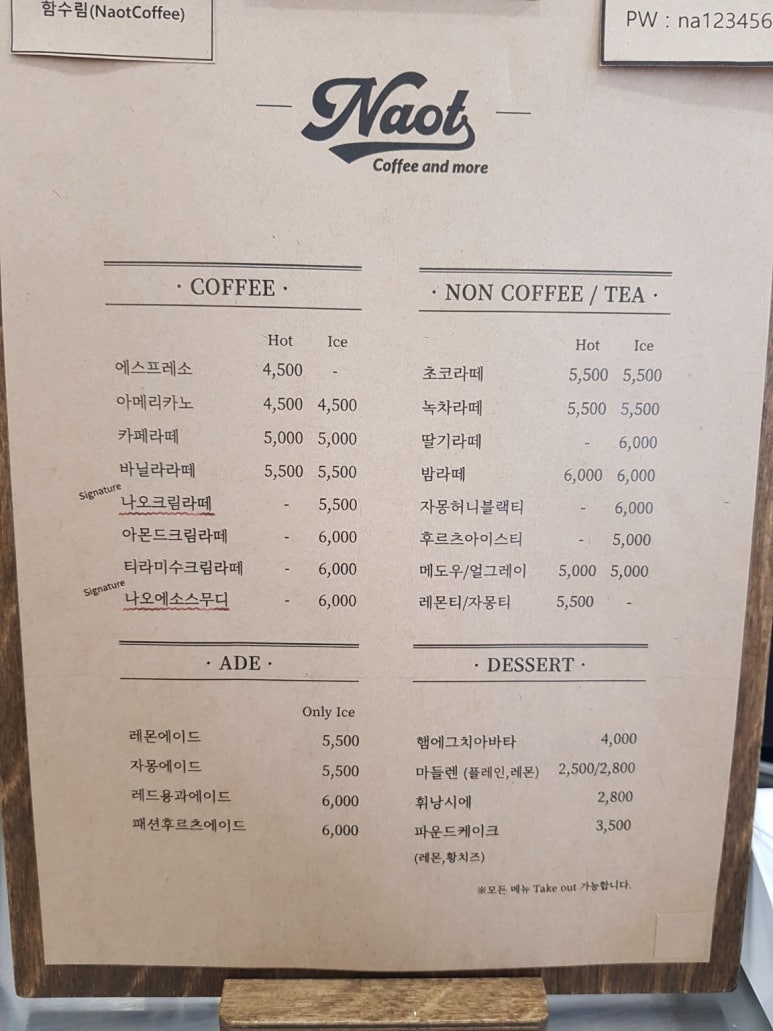 함수림(NaotCoffee)
PW : na123456
Naot
Coffee and more
· COFFEE ·
Hot Ice
에스프레소 4,500 -
아메리카노 4,500 4,500
카페라떼 5,000 5,000
바닐라라떼 5,500 5,500
Signature
나오크림라떼 - 5,500
아몬드크림라떼 - 6,000
티라미수크림라떼 - 6,000
Signature
나오에소스무디 - 6,000
· NON COFFEE / TEA ·
Hot Ice
초코라떼 5,500 5,500
녹차라떼 5,500 5,500
딸기라떼 - 6,000
밤라떼 6,000 6,000
자몽허니블랙티 - 6,000
후르츠아이스티 - 5,000
메도우/얼그레이 5,000 5,000
레몬티/자몽티 5,500 -
· ADE ·
Only Ice
레몬에이드 5,500
자몽에이드 5,500
레드용과에이드 6,000
패션후르츠에이드 6,000
· DESSERT ·
햄에그치아바타 4,000
마들렌 (플레인,레몬) 2,500/2,800
휘낭시에 2,800
파운드케이크 3,500
(레몬,황치즈)
※모든 메뉴 Take out 가능합니다.